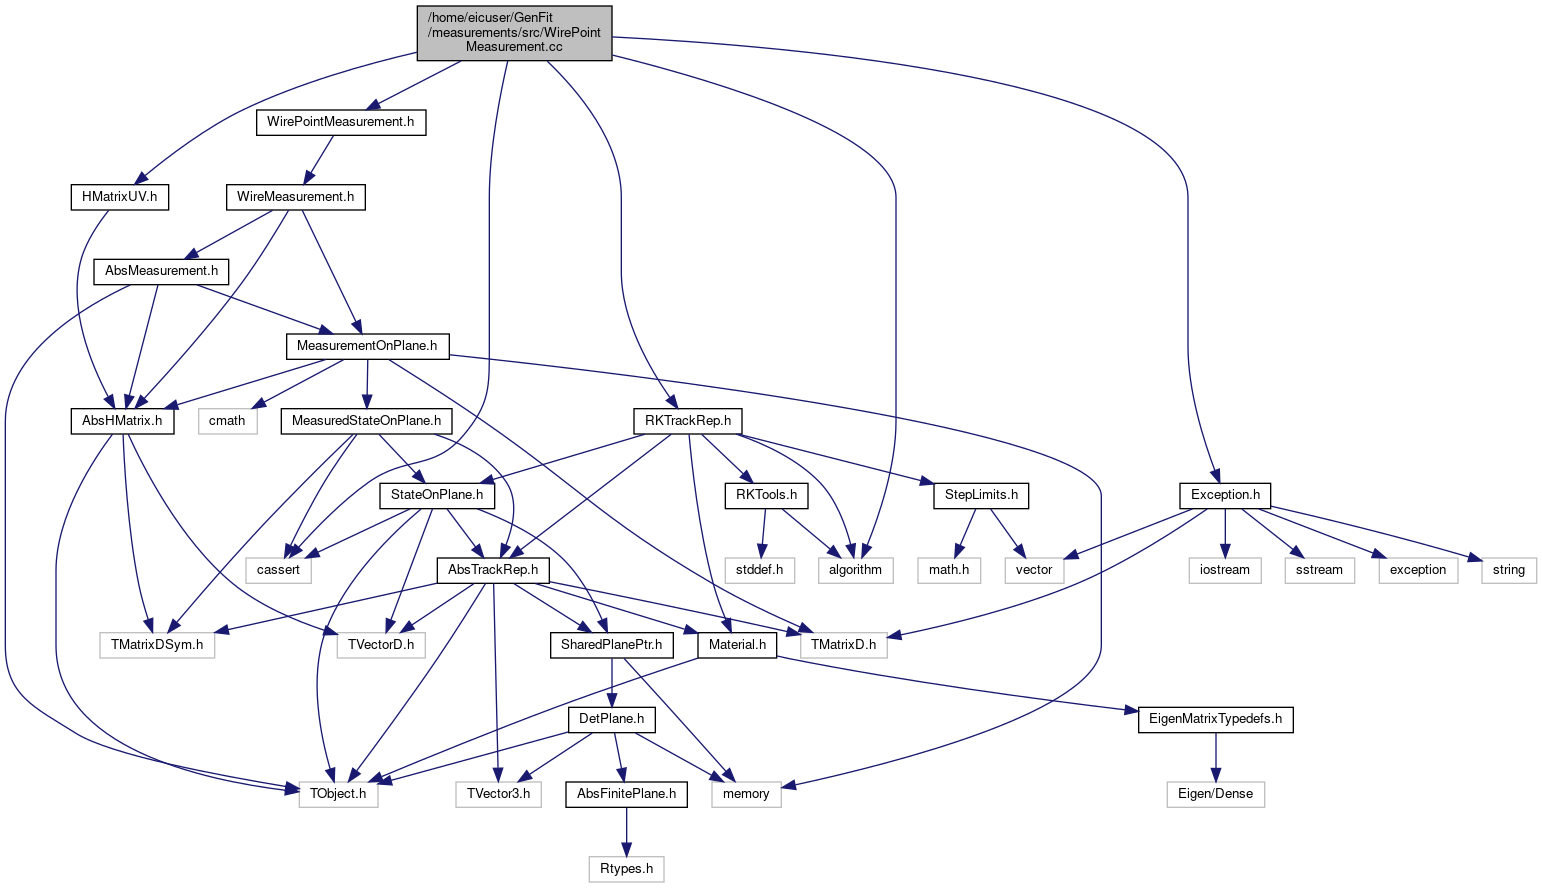 /home/eicuser/GenFit
/measurements/src/WirePoint
Measurement.cc
WirePointMeasurement.h
HMatrixUV.h
WireMeasurement.h
AbsMeasurement.h
MeasurementOnPlane.h
AbsHMatrix.h
cmath
MeasuredStateOnPlane.h
RKTrackRep.h
StateOnPlane.h
RKTools.h
StepLimits.h
Exception.h
cassert
AbsTrackRep.h
stddef.h
algorithm
math.h
vector
iostream
sstream
exception
string
TMatrixDSym.h
TVectorD.h
SharedPlanePtr.h
Material.h
TMatrixD.h
DetPlane.h
EigenMatrixTypedefs.h
TObject.h
TVector3.h
AbsFinitePlane.h
memory
Eigen/Dense
Rtypes.h